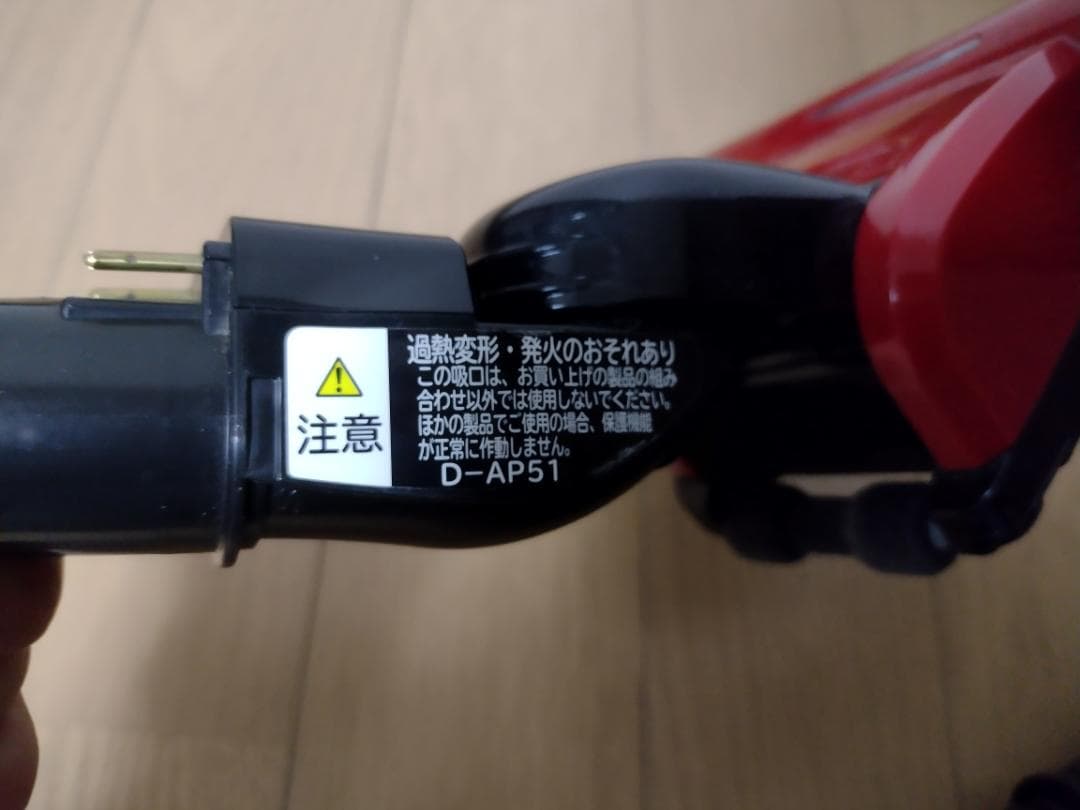 注意
過熱変形・発火のおそれあり
この吸口は、お買い上げの製品の組み
合わせ以外では使用しないでください。
ほかの製品でご使用の場合、保護機能
が正常に作動しません。
D-AP51